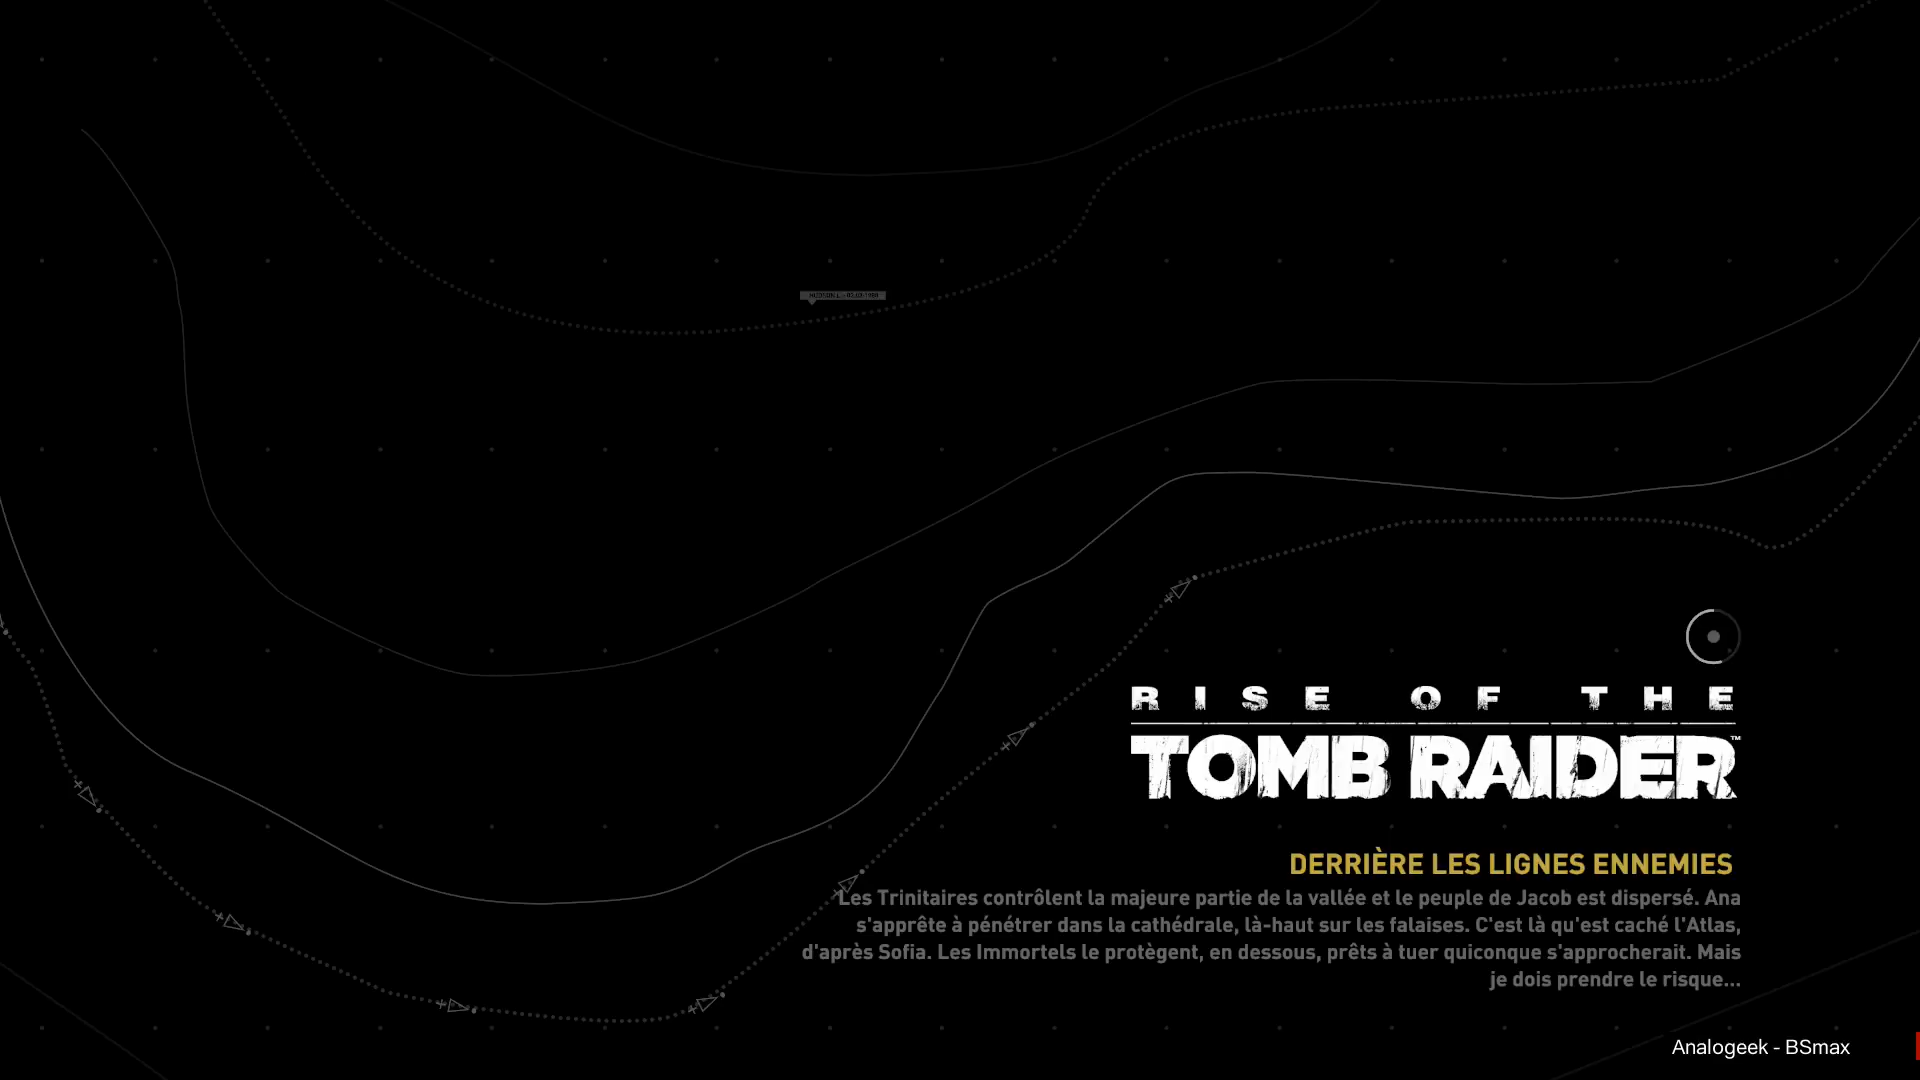 RISE OF THE
TOMB RAIDER™
DERRIÈRE LES LIGNES ENNEMIES
Les Trinitaires contrôlent la majeure partie de la vallée et le peuple de Jacob est dispersé. Ana
s'apprête à pénétrer dans la cathédrale, là-haut sur les falaises. C'est là qu'est caché l'Atlas,
d'après Sofia. Les Immortels le protègent, en dessous, prêts à tuer quiconque s'approcherait. Mais
je dois prendre le risque...
Analogeek - BSmax